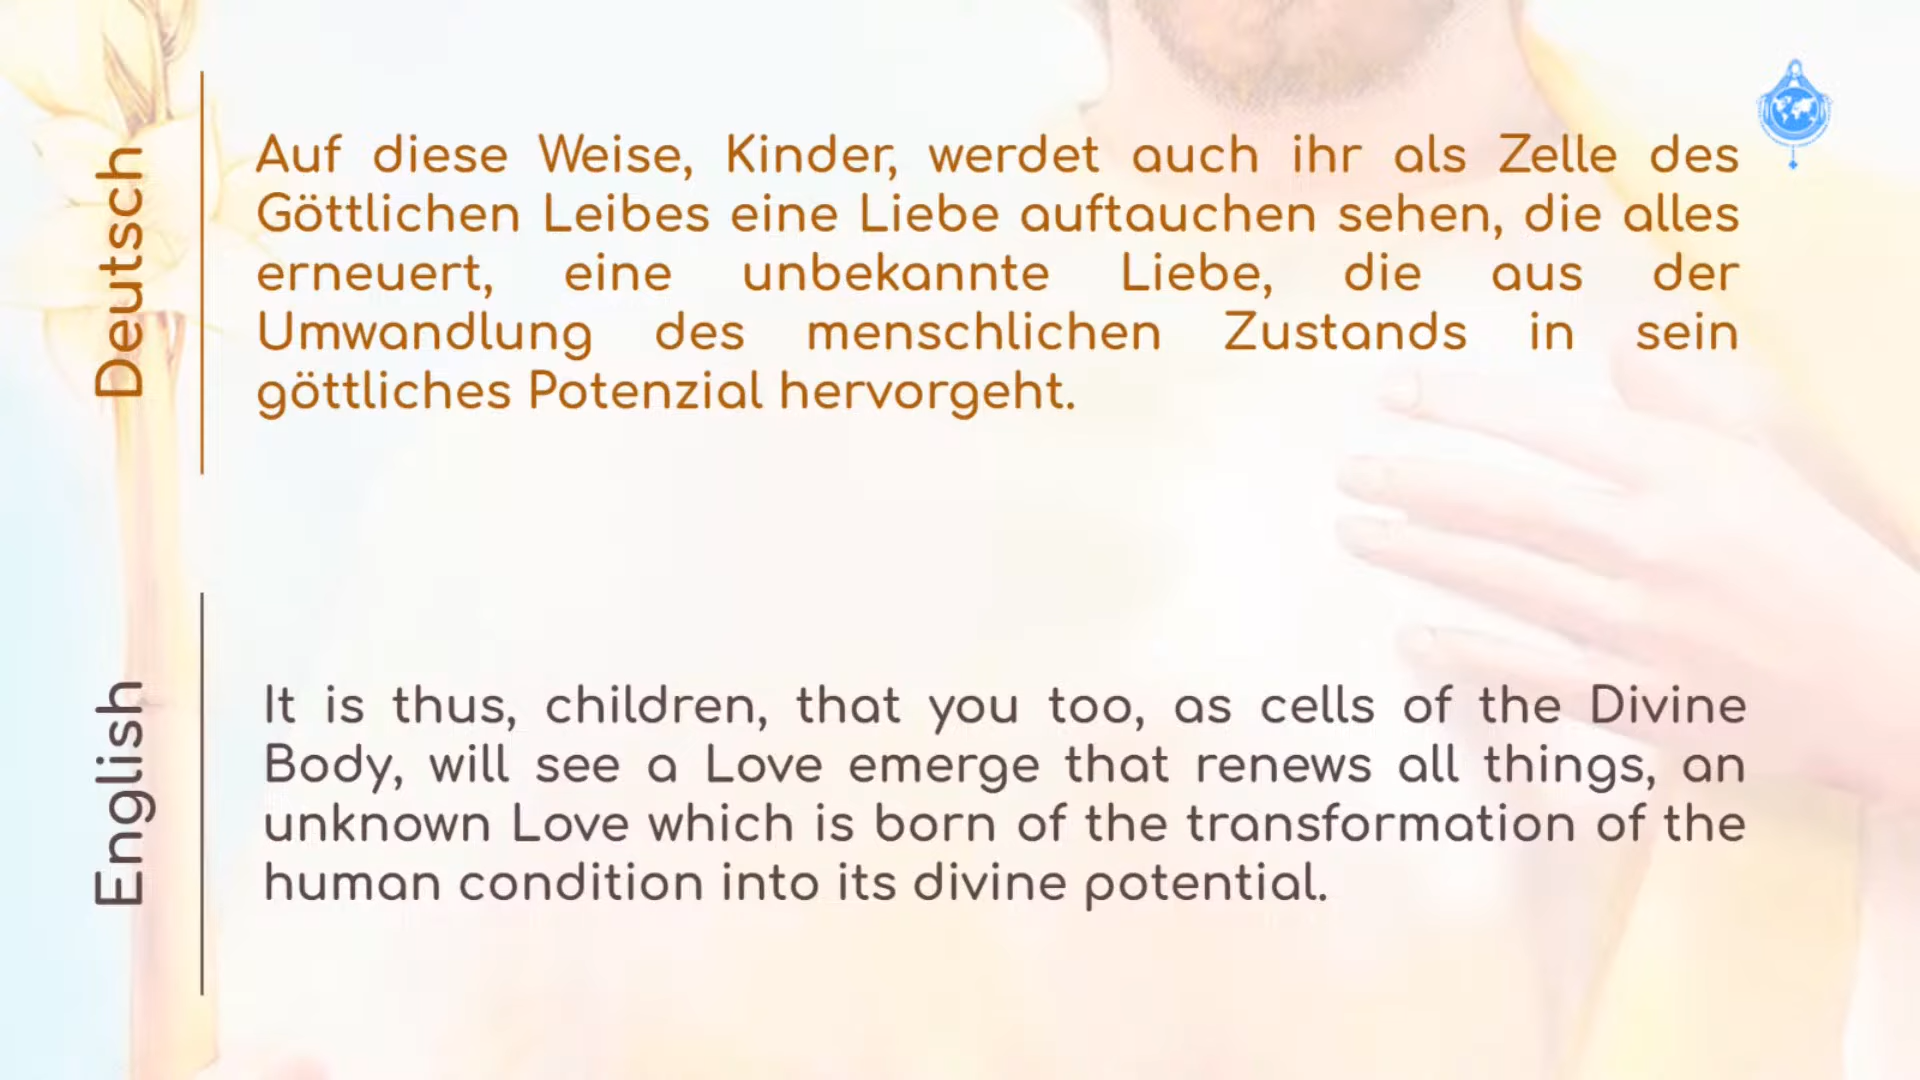 Deutsch
Auf diese Weise, Kinder, werdet auch ihr als Zelle des
Göttlichen Leibes eine Liebe auftauchen sehen, die alles
erneuert, eine unbekannte Liebe, die aus der
Umwandlung des menschlichen Zustands in sein
göttliches Potenzial hervorgeht.
English
It is thus, children, that you too, as cells of the Divine
Body, will see a Love emerge that renews all things, an
unknown Love which is born of the transformation of the
human condition into its divine potential.